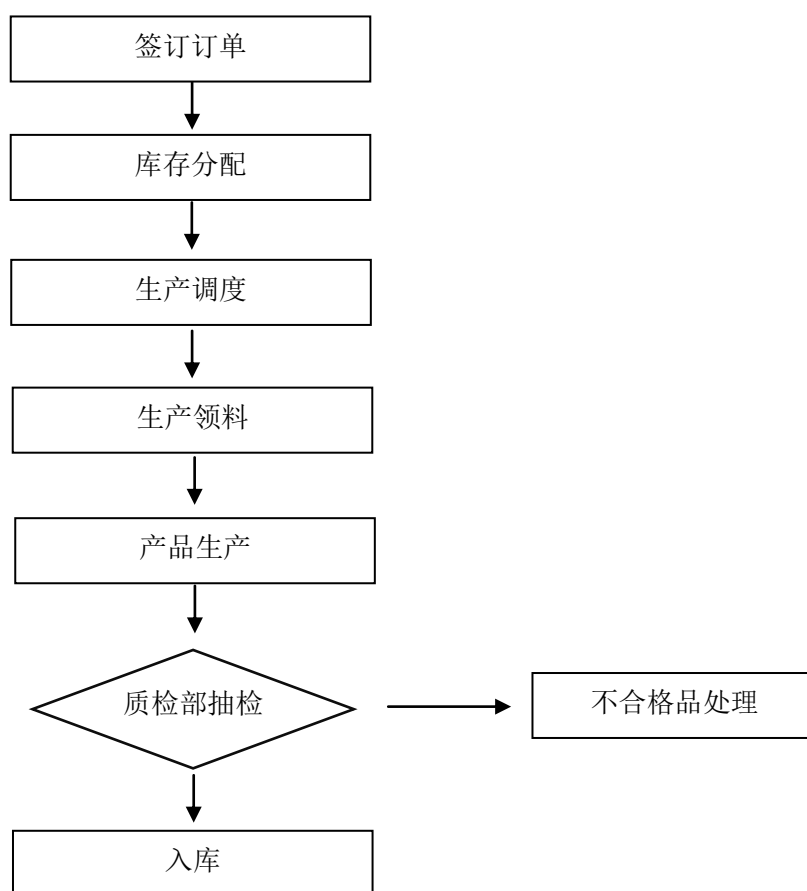 签订订单
库存分配
生产调度
生产领料
产品生产
质检部抽检
不合格品处理
入库